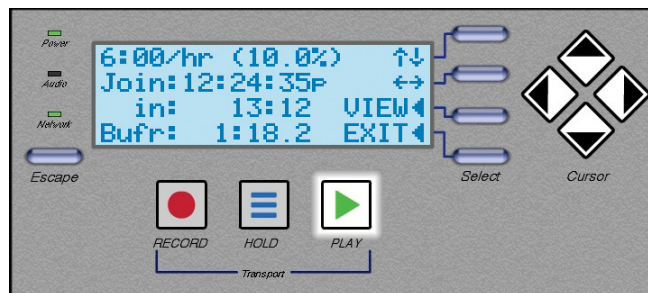 Power
Audio
Network
Escape
6:00/hr (10.0%) ↑↓
Join:12:24:35P ←→
in: 13:12 VIEW◀
Bufr: 1:18.2 EXIT◀
Select
Cursor
RECORD
HOLD
PLAY
Transport